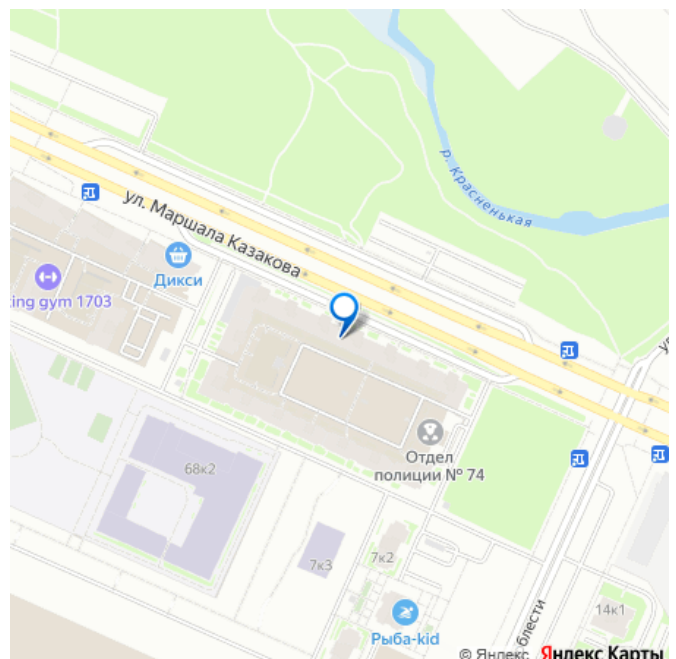 р. Красненькая
ул. Маршала Казакова
Дикси
ing gym 1703
Отдел
полиции № 74
68к2
7к3
7к2
14к1
Рыба-kid
блести
© Яндекс Яндекс Карты